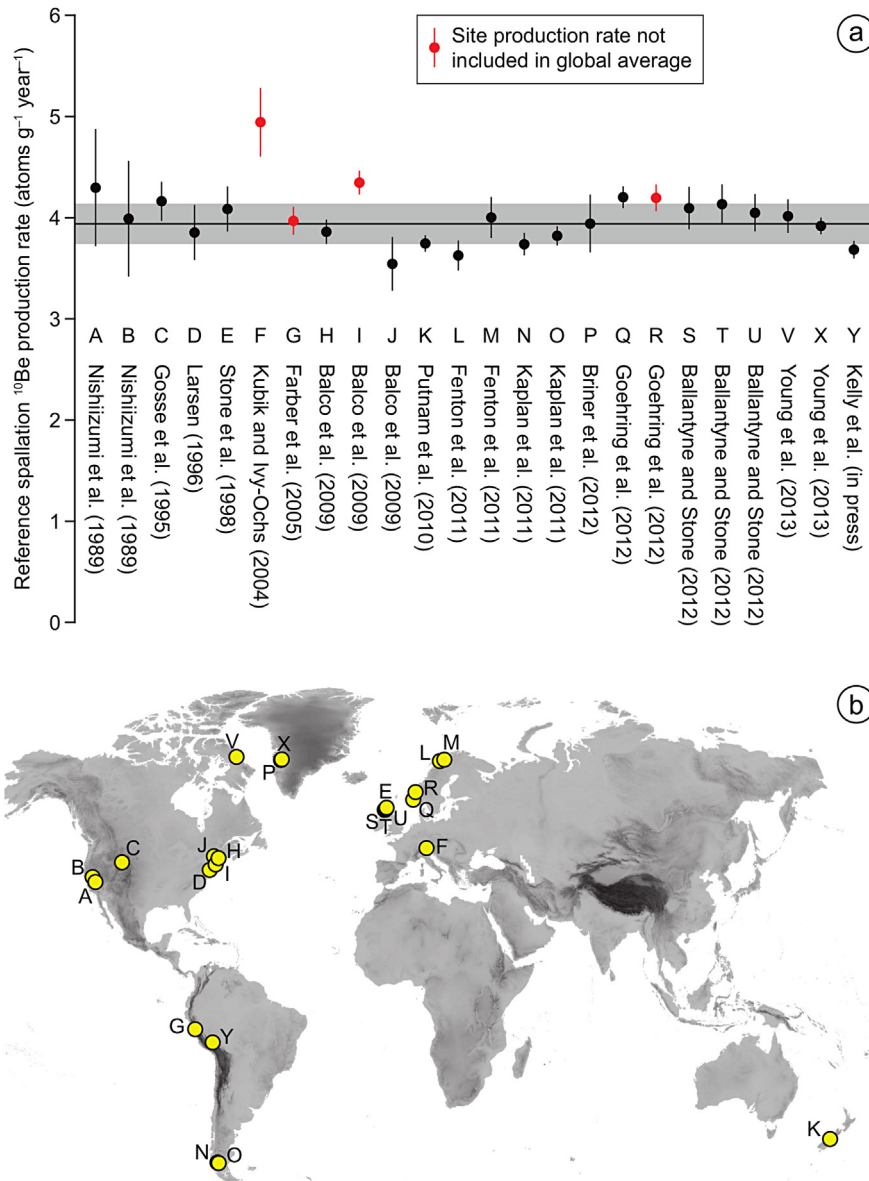 a
Site production rate not
included in global average
Reference spallation ¹⁰Be production rate (atoms g⁻¹ year⁻¹)
6
5
4
3
2
1
0
A Nishiizumi et al. (1989)
B Nishiizumi et al. (1989)
C Gosse et al. (1995)
D Larsen (1996)
E Stone et al. (1998)
F Kubik and Ivy-Ochs (2004)
G Farber et al. (2005)
H Balco et al. (2009)
I Balco et al. (2009)
J Balco et al. (2009)
K Putnam et al. (2010)
L Fenton et al. (2011)
M Fenton et al. (2011)
N Kaplan et al. (2011)
O Kaplan et al. (2011)
P Briner et al. (2012)
Q Goehring et al. (2012)
R Goehring et al. (2012)
S Ballantyne and Stone (2012)
T Ballantyne and Stone (2012)
U Ballantyne and Stone (2012)
V Young et al. (2013)
X Young et al. (2013)
Y Kelly et al. (in press)
b
V
X
P
L
M
E
R
S
T
U
Q
F
J
H
C
B
A
D
I
G
Y
K
N
O